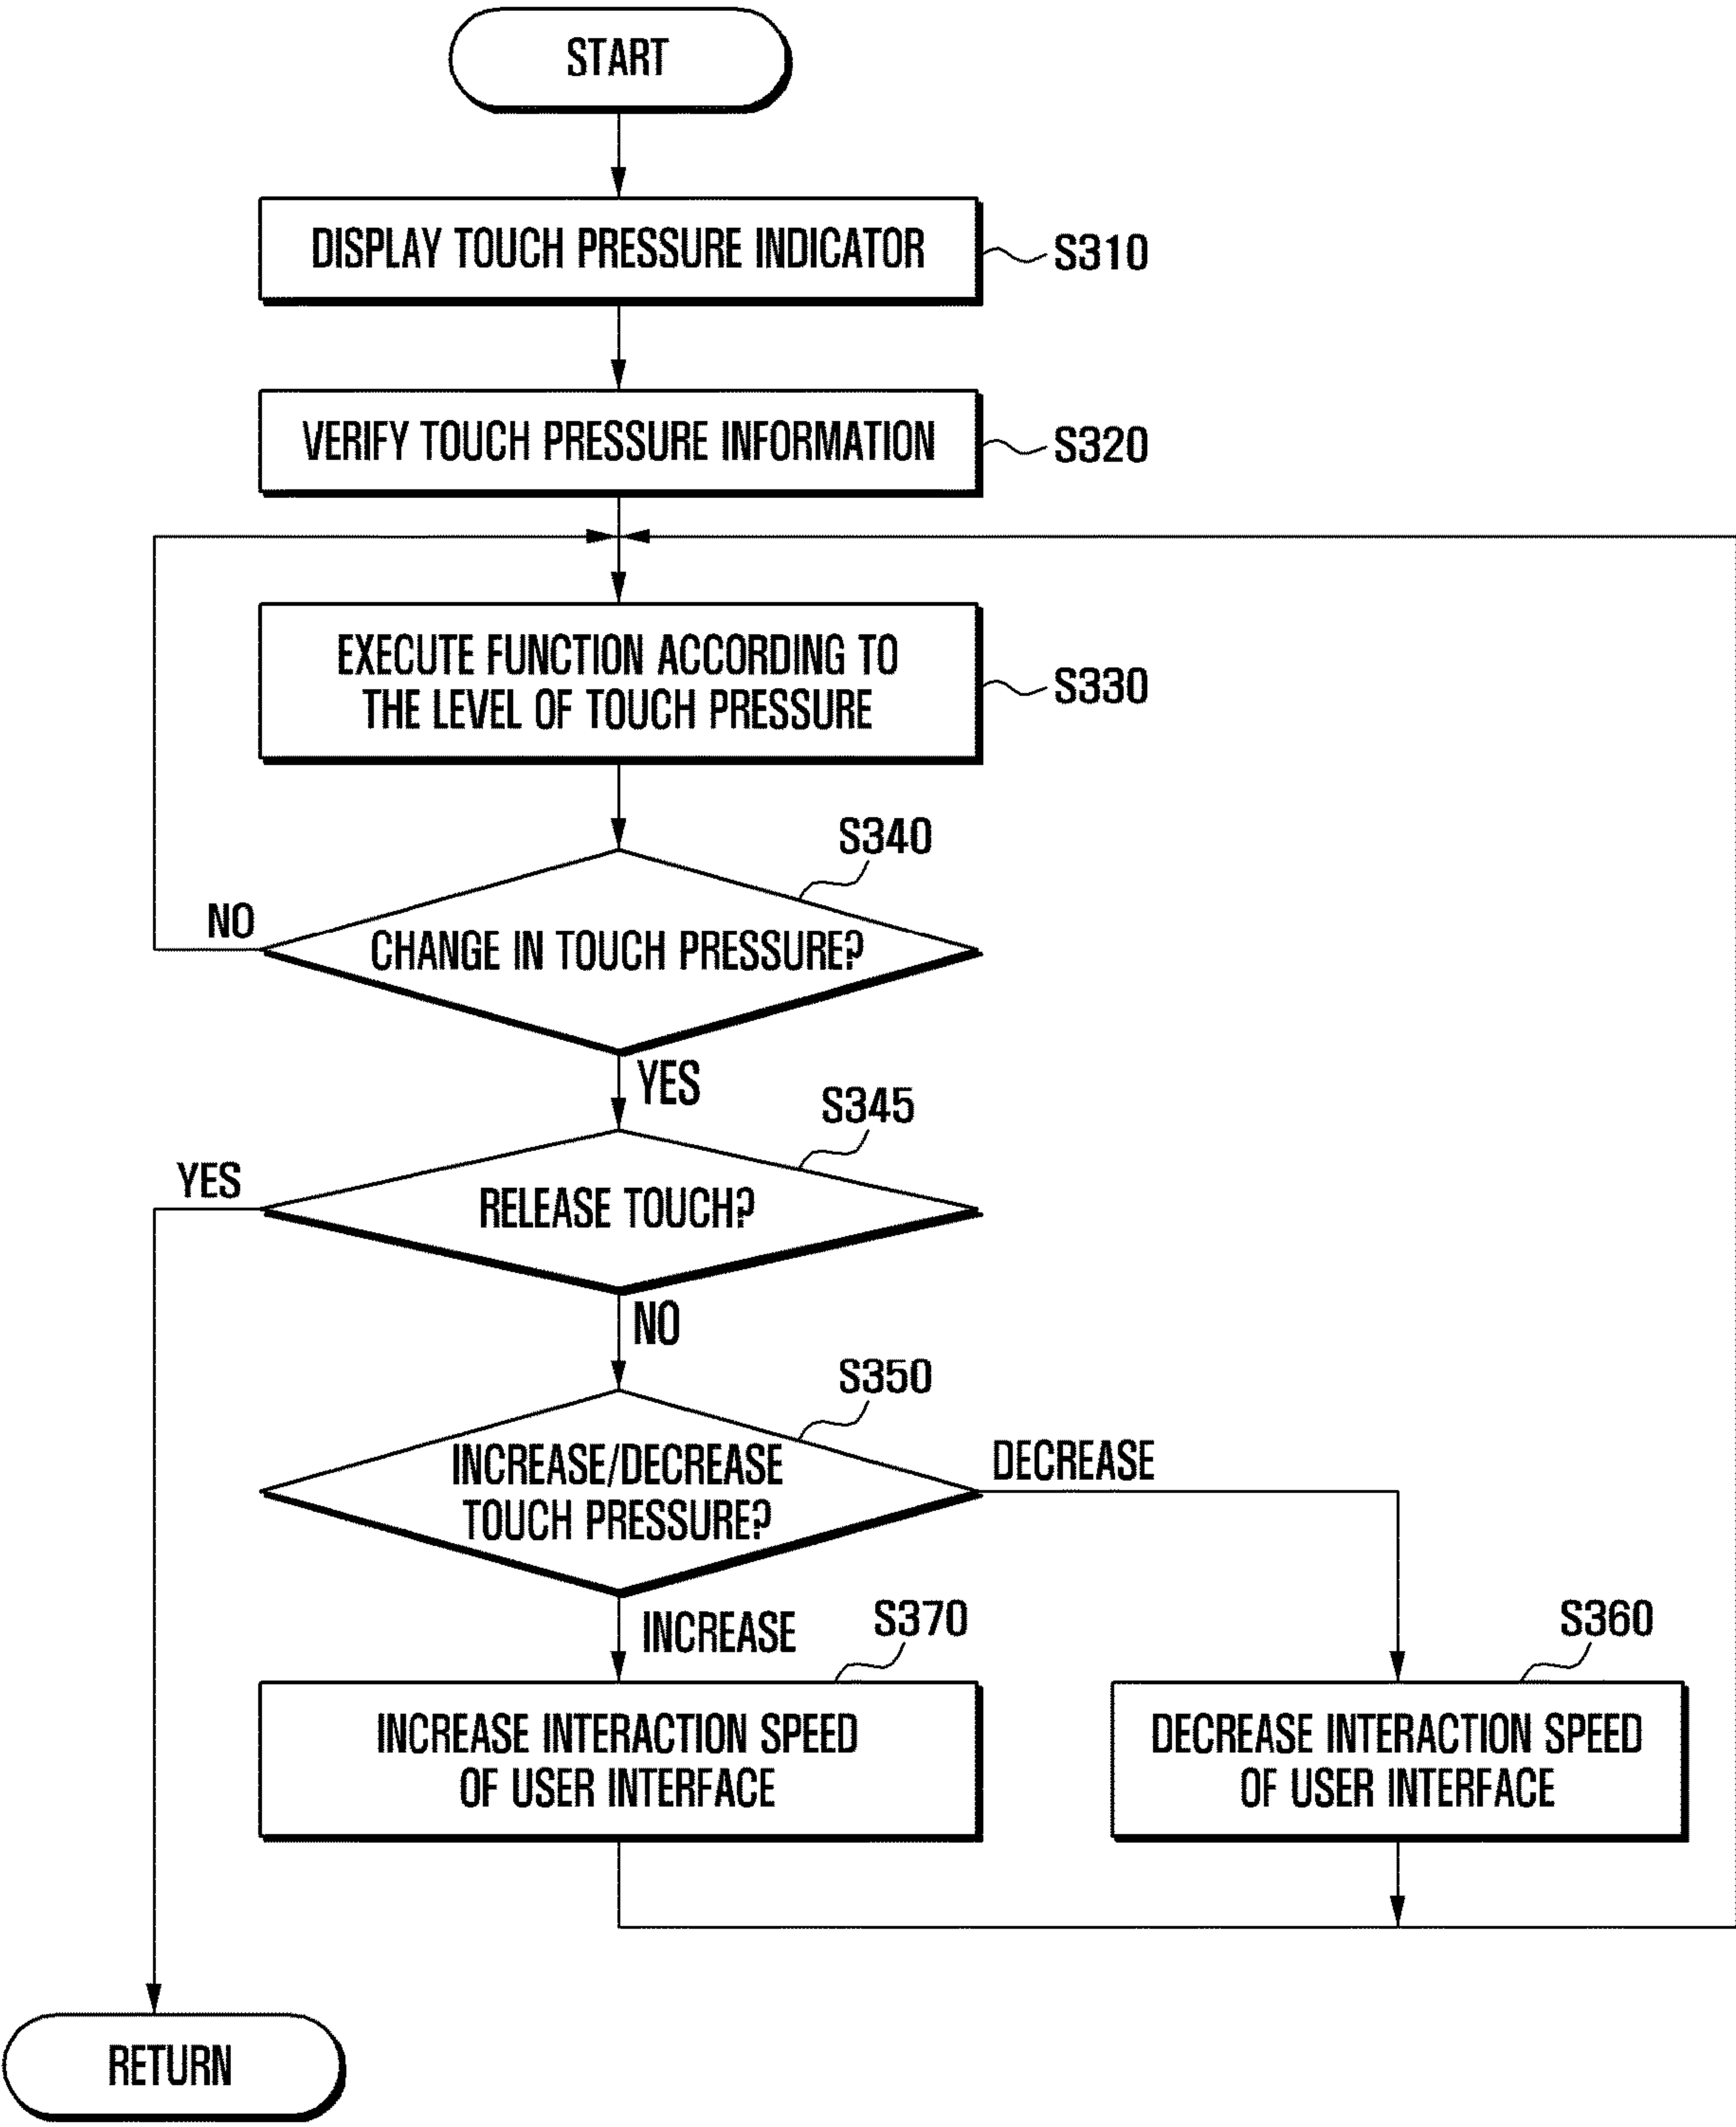 START
DISPLAY TOUCH PRESSURE INDICATOR
S310
VERIFY TOUCH PRESSURE INFORMATION
S320
EXECUTE FUNCTION ACCORDING TO
THE LEVEL OF TOUCH PRESSURE
S330
S340
NO
CHANGE IN TOUCH PRESSURE?
YES
S345
YES
RELEASE TOUCH?
NO
S350
INCREASE/DECREASE
TOUCH PRESSURE?
DECREASE
INCREASE
S370
S360
INCREASE INTERACTION SPEED
OF USER INTERFACE
DECREASE INTERACTION SPEED
OF USER INTERFACE
RETURN